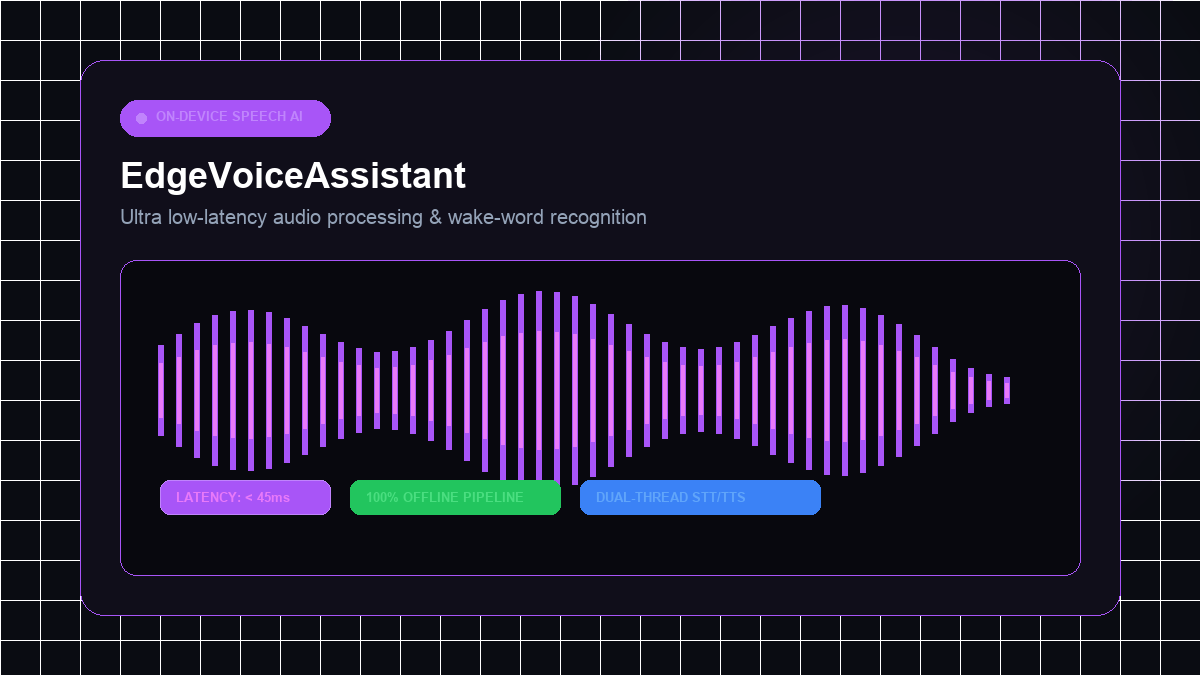 ON-DEVICE SPEECH AI
EdgeVoiceAssistant
Ultra low-latency audio processing & wake-word recognition
LATENCY: < 45ms
100% OFFLINE PIPELINE
DUAL-THREAD STT/TTS